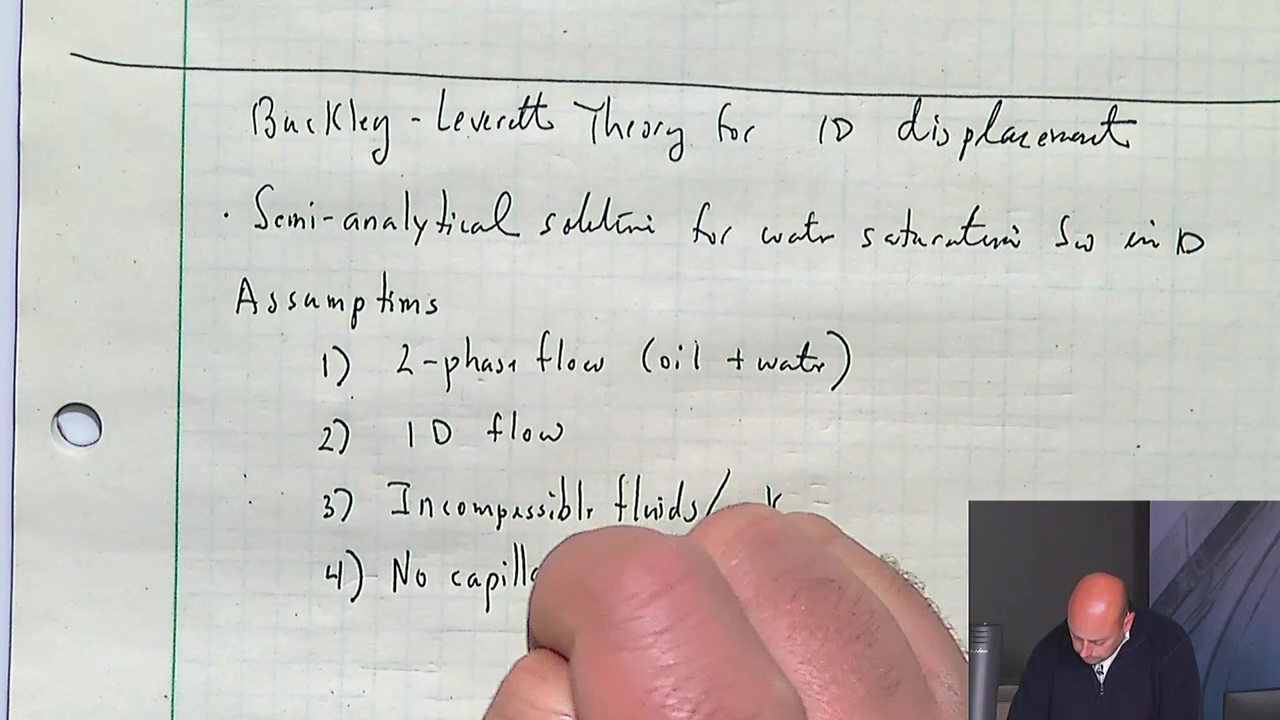 Buckley - Leverett Theory for 1D displacement
· Semi-analytical solution for water saturation Sw in 1D
Assumptions
1) 2-phase flow (oil + water)
2) 1D flow
3) Incompressible fluids/
4) No capill